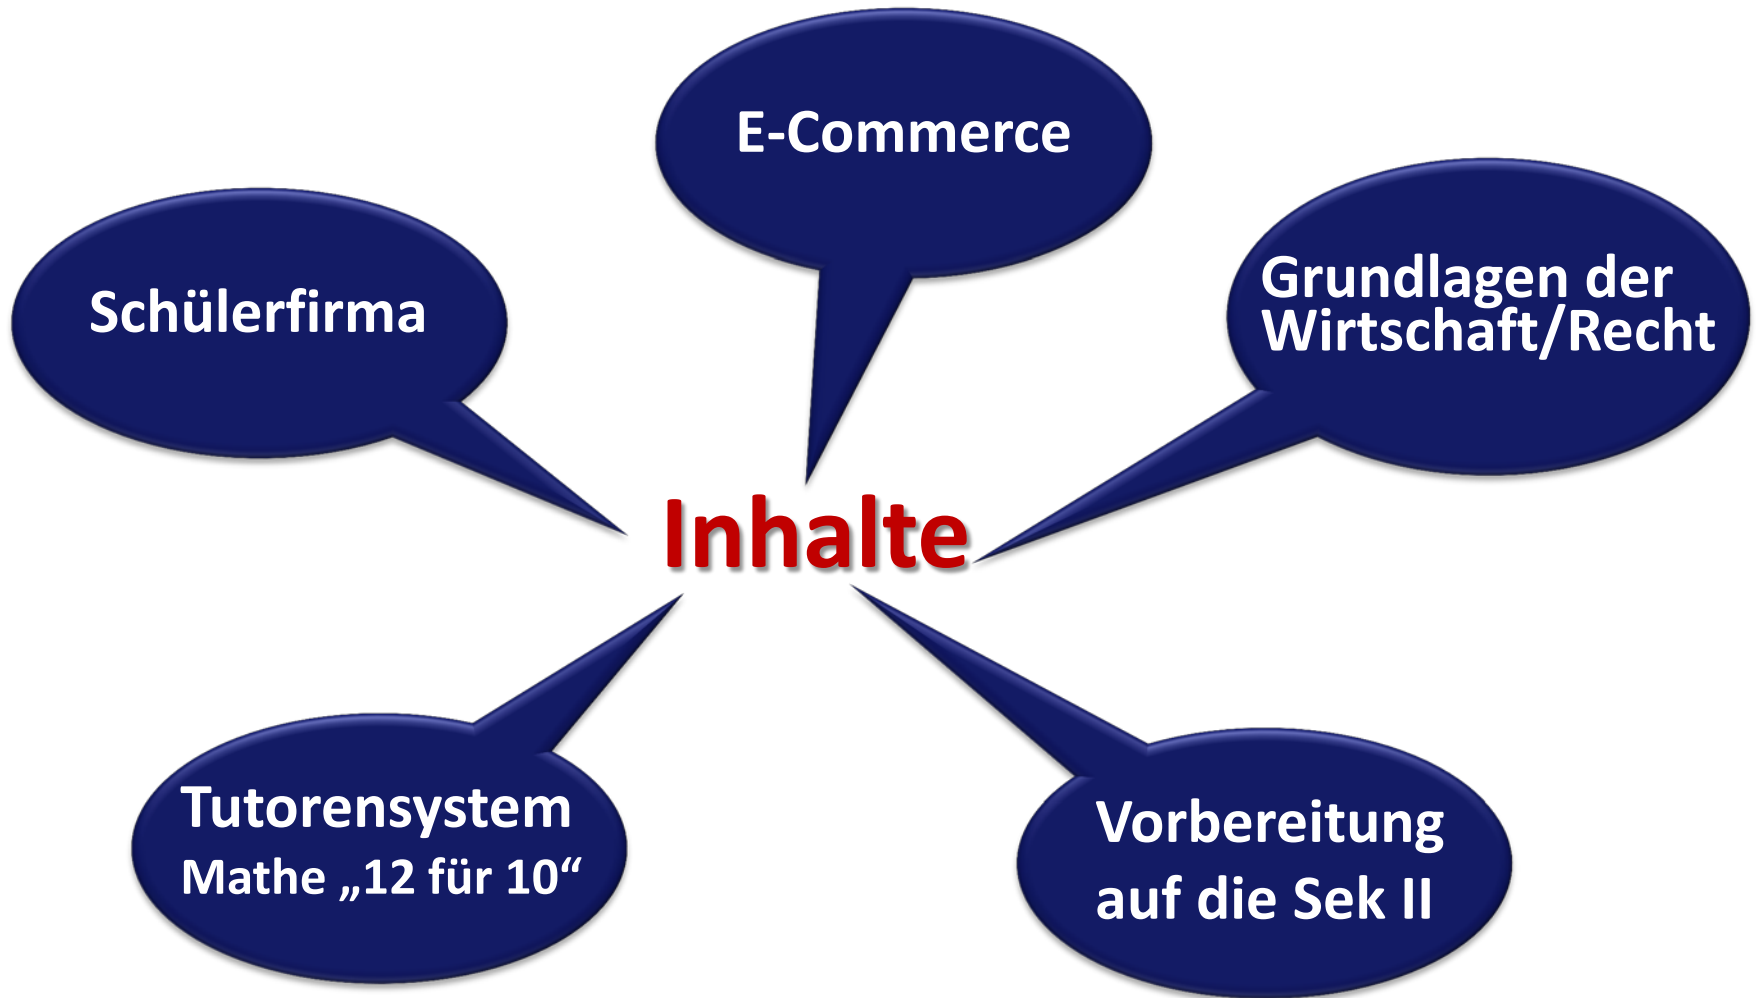 E-Commerce
Schülerfirma
Grundlagen der
Wirtschaft/Recht
Inhalte
Tutorensystem
Mathe „12 für 10“
Vorbereitung
auf die Sek II